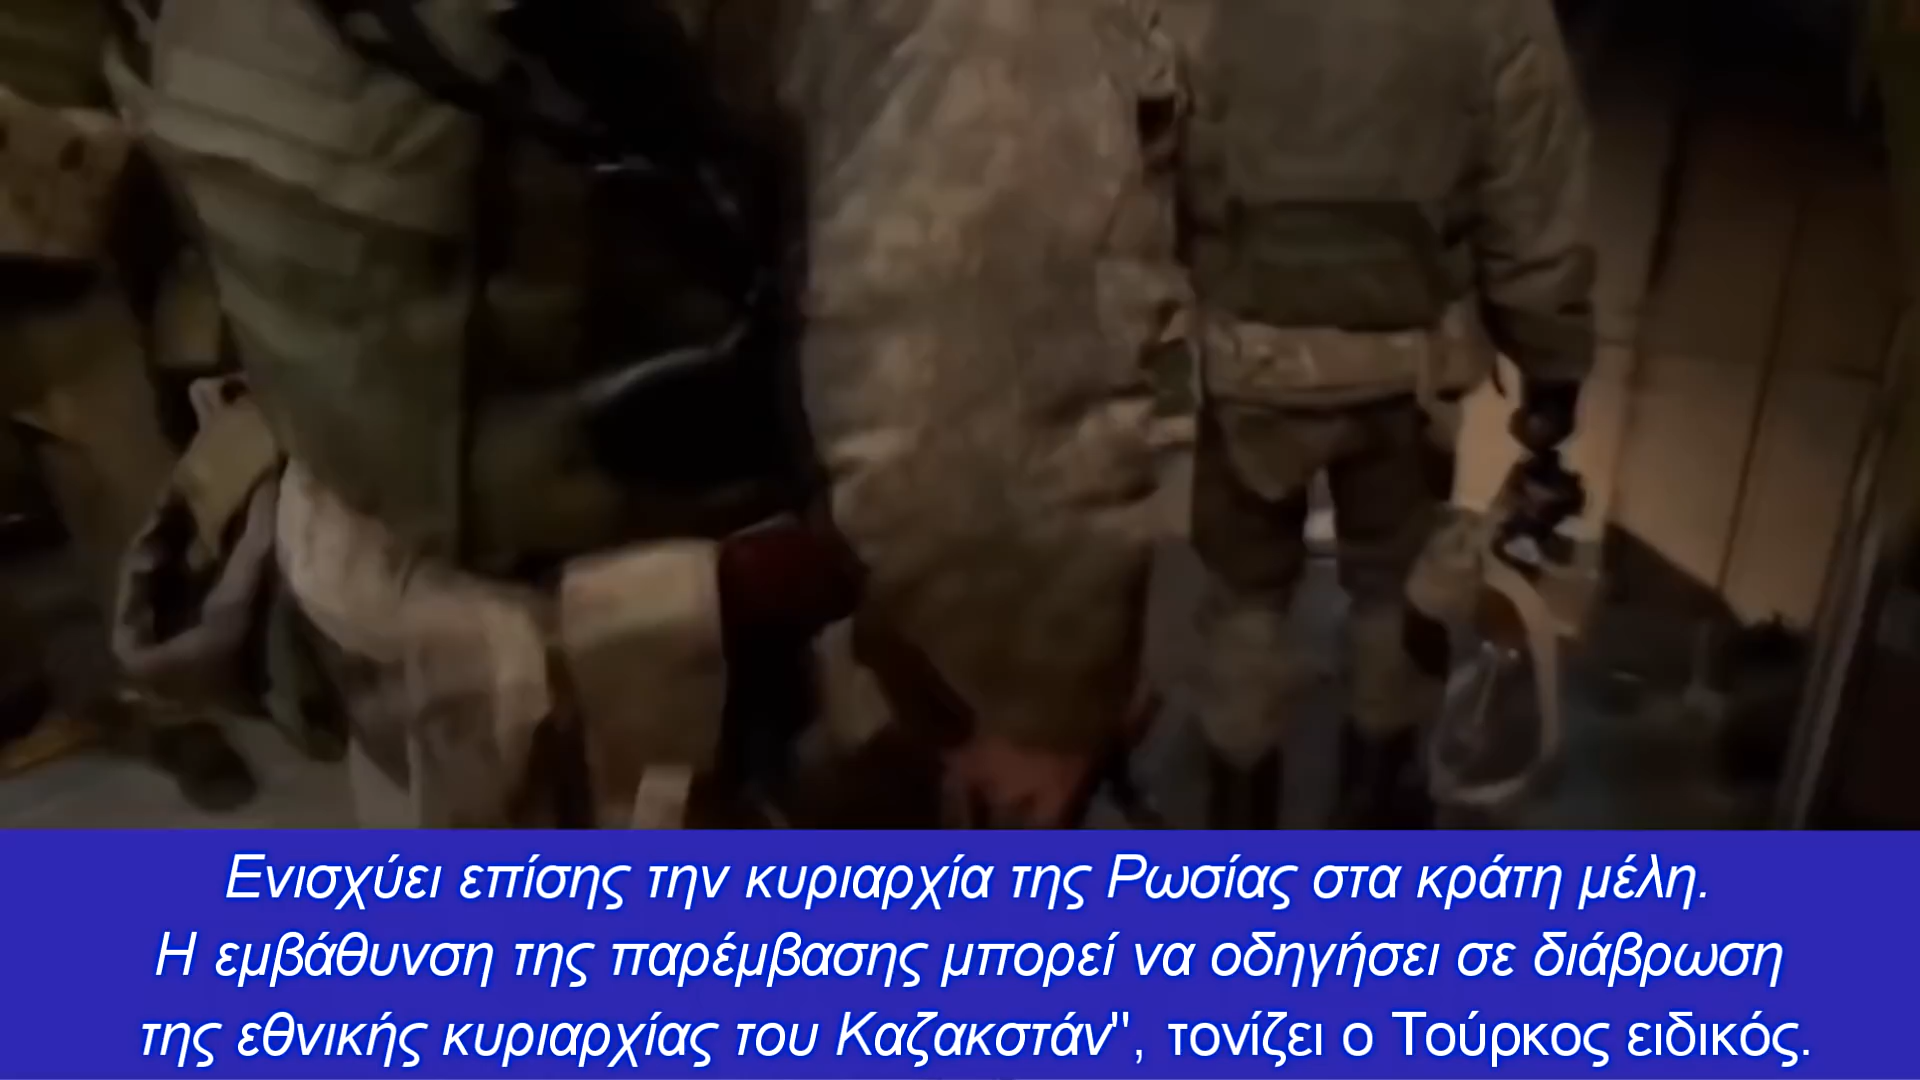 Ενισχύει επίσης την κυριαρχία της Ρωσίας στα κράτη μέλη.
Η εμβάθυνση της παρέμβασης μπορεί να οδηγήσει σε διάβρωση
της εθνικής κυριαρχίας του Καζακστάν", τονίζει ο Τούρκος ειδικός.